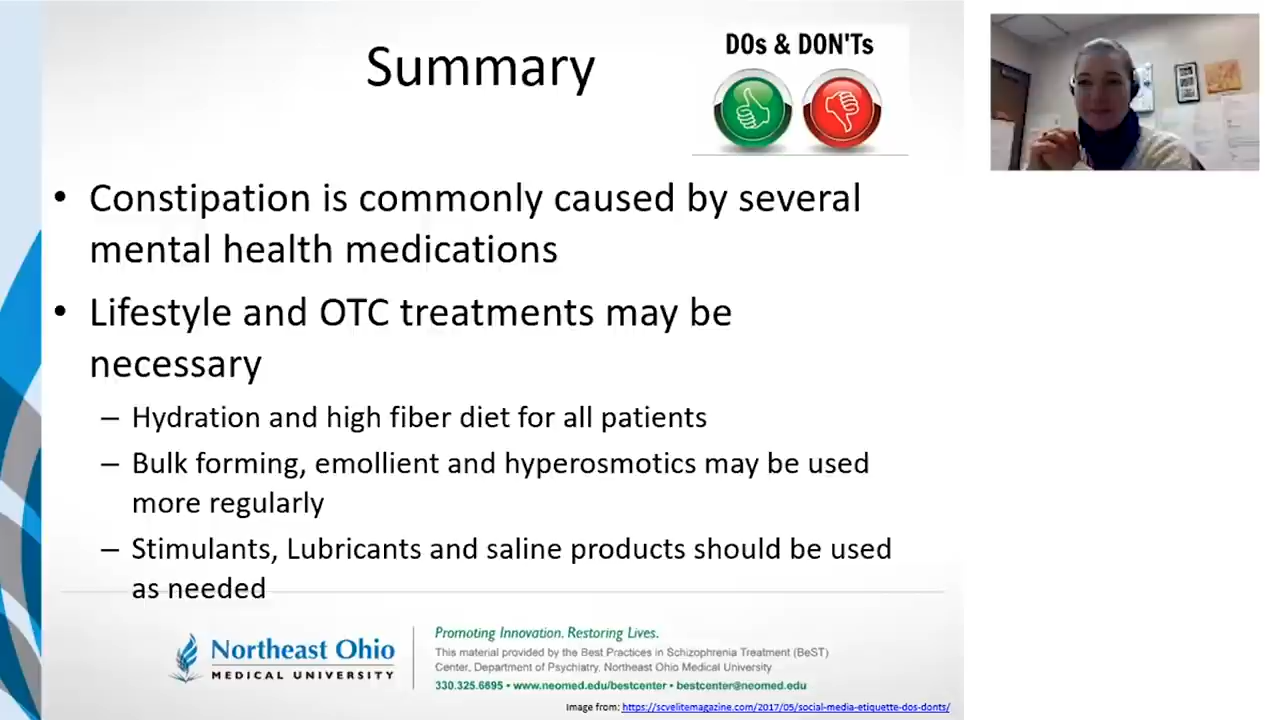 Summary
DOs & DON'Ts
• Constipation is commonly caused by several
mental health medications
• Lifestyle and OTC treatments may be
necessary
– Hydration and high fiber diet for all patients
– Bulk forming, emollient and hyperosmotics may be used
more regularly
– Stimulants, Lubricants and saline products should be used
as needed
Northeast Ohio
MEDICAL UNIVERSITY
Promoting Innovation. Restoring Lives.
This material provided by the Best Practices in Schizophrenia Treatment (BeST)
Center, Department of Psychiatry, Northeast Ohio Medical University
330.325.6695 • www.neomed.edu/bestcenter • bestcenter@neomed.edu
Image from: https://scvelitemagazine.com/2017/05/social-media-etiquette-dos-donts/